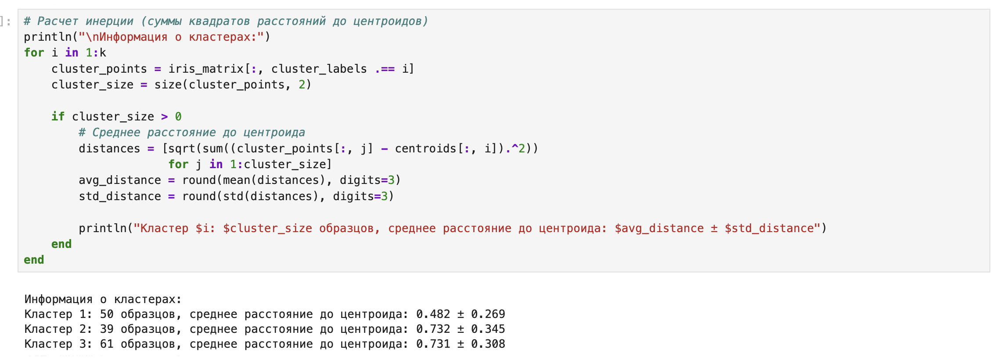 ]:
# Расчет инерции (суммы квадратов расстояний до центроидов)
println("\nИнформация о кластерах:")
for i in 1:k
    cluster_points = iris_matrix[:, cluster_labels .== i]
    cluster_size = size(cluster_points, 2)
    if cluster_size > 0
        # Среднее расстояние до центроида
        distances = [sqrt(sum((cluster_points[:, j] - centroids[:, i]).^2))
                     for j in 1:cluster_size]
        avg_distance = round(mean(distances), digits=3)
        std_distance = round(std(distances), digits=3)
        println("Кластер $i: $cluster_size образцов, среднее расстояние до центроида: $avg_distance ± $std_distance")
    end
end
Информация о кластерах:
Кластер 1: 50 образцов, среднее расстояние до центроида: 0.482 ± 0.269
Кластер 2: 39 образцов, среднее расстояние до центроида: 0.732 ± 0.345
Кластер 3: 61 образцов, среднее расстояние до центроида: 0.731 ± 0.308